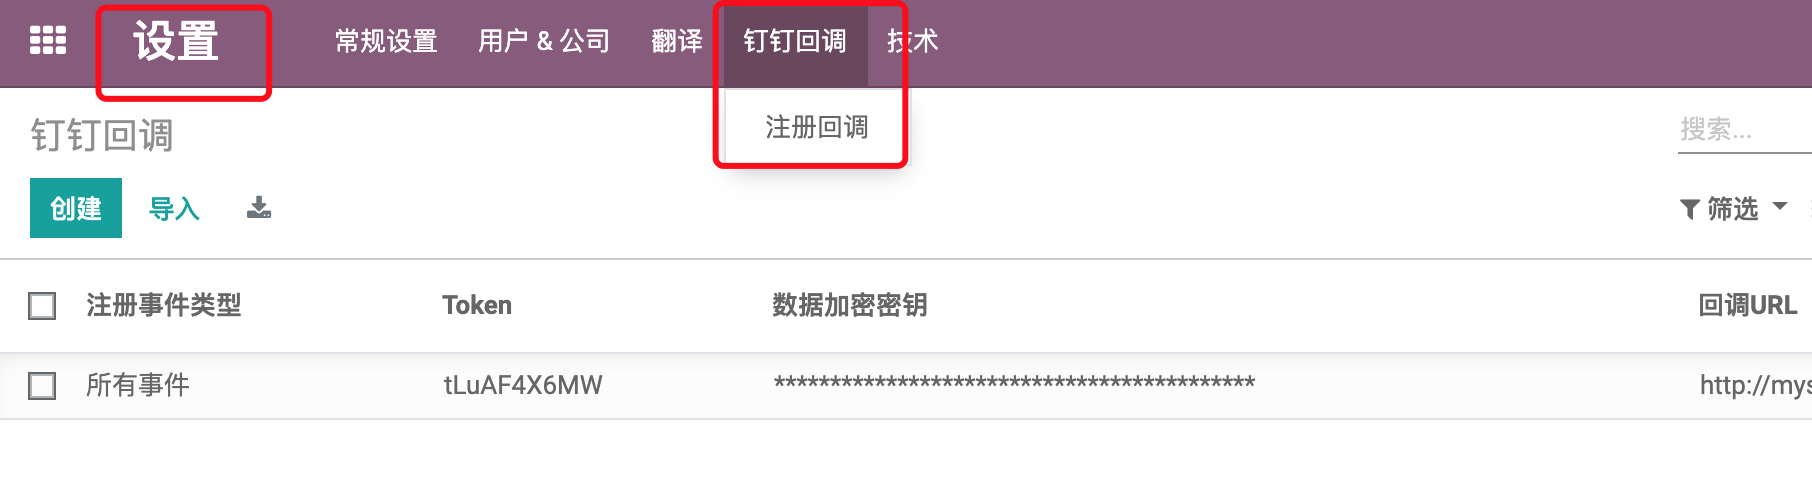 设置 常规设置 用户 & 公司 翻译 钉钉回调 技术
注册回调
钉钉回调 搜索...
创建 导入 筛选
注册事件类型 Token 数据加密密钥 回调URL
所有事件 tLuAF4X6MW ******************************************* http://mys